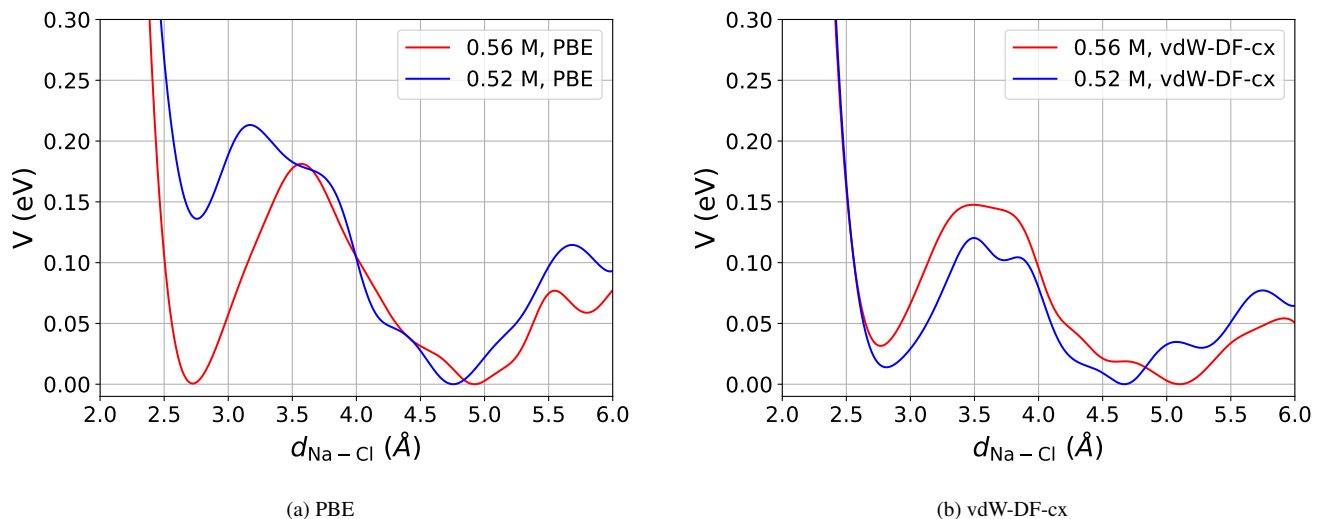 0.30
0.25
0.20
0.15
0.10
0.05
0.00
V (eV)
0.56 M, PBE
0.52 M, PBE
2.0 2.5 3.0 3.5 4.0 4.5 5.0 5.5 6.0
d Na − Cl (Å)
(a) PBE
0.30
0.25
0.20
0.15
0.10
0.05
0.00
V (eV)
0.56 M, vdW-DF-cx
0.52 M, vdW-DF-cx
2.0 2.5 3.0 3.5 4.0 4.5 5.0 5.5 6.0
d Na − Cl (Å)
(b) vdW-DF-cx